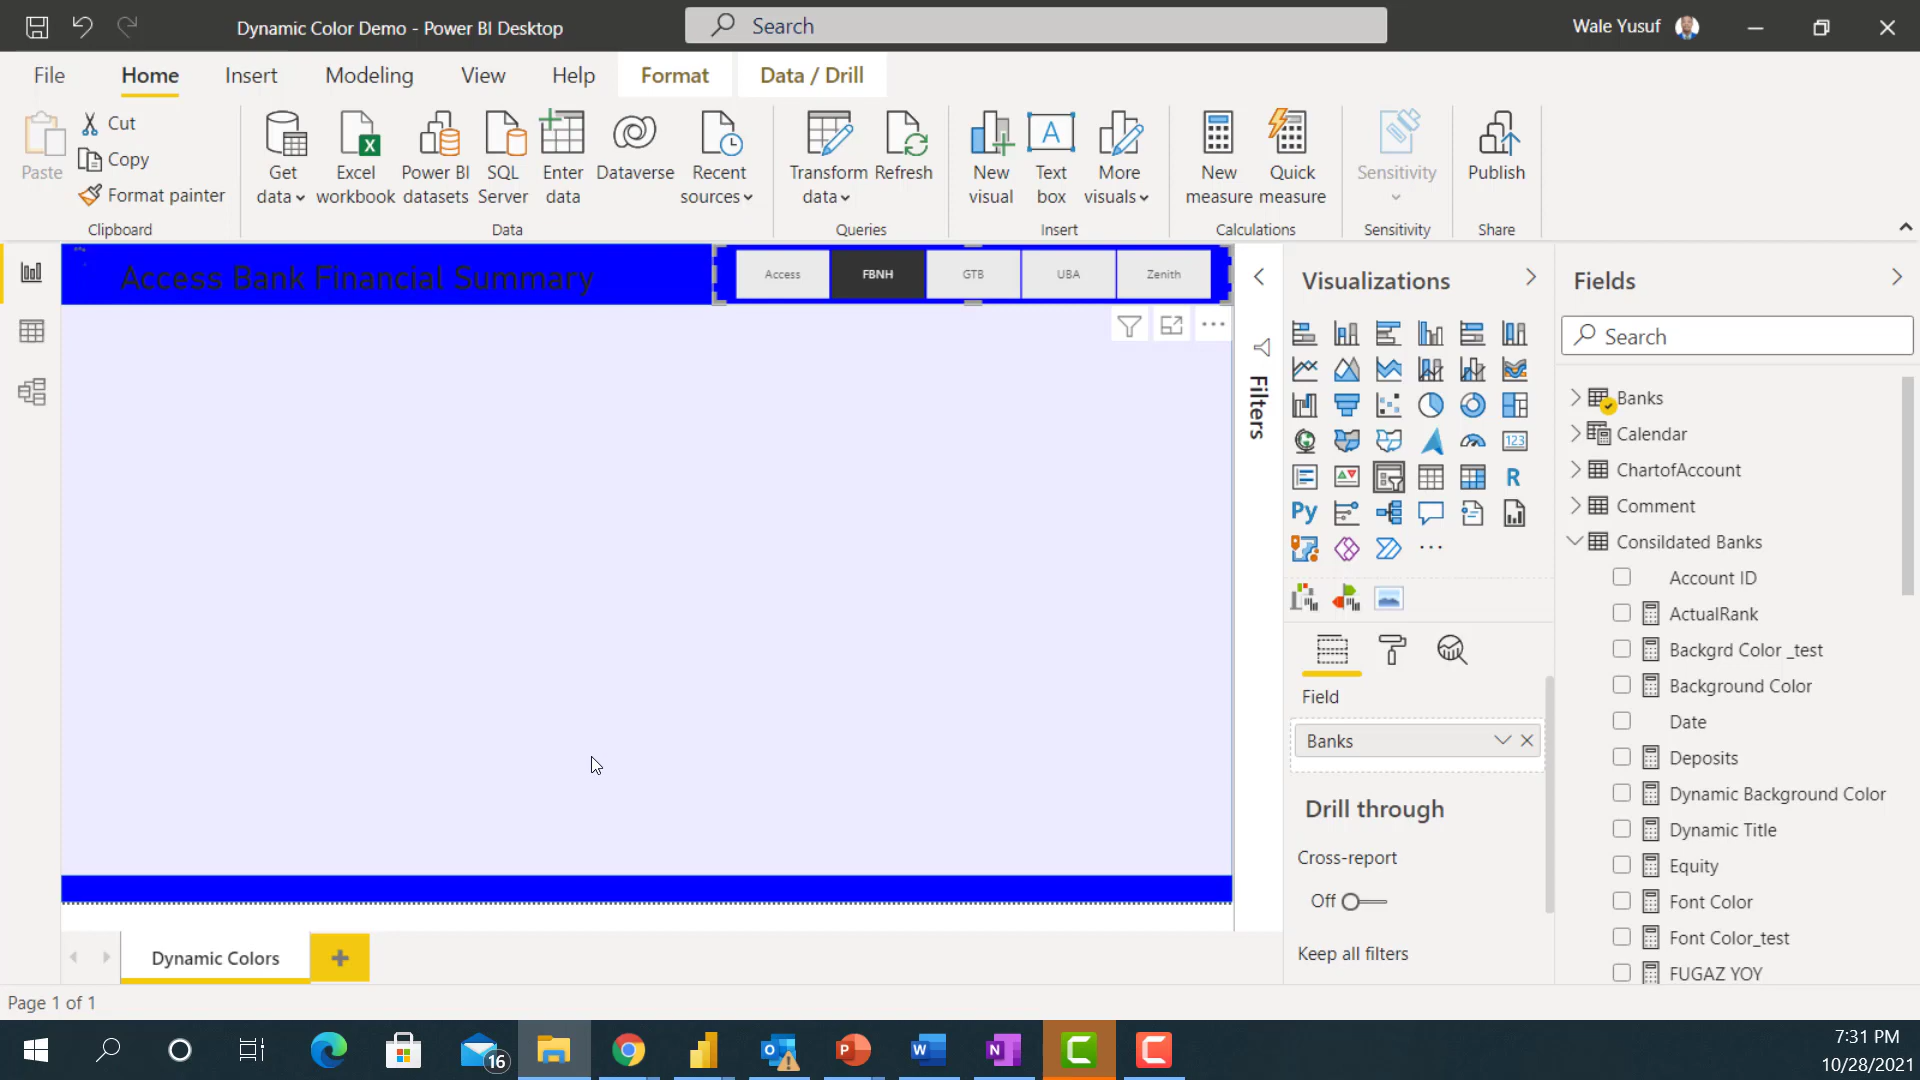 Dynamic Color Demo - Power BI Desktop
Search
Wale Yusuf
File
Home
Insert
Modeling
View
Help
Format
Data / Drill
Paste
Cut
Copy
Format painter
Clipboard
Get data
Excel workbook
Power BI datasets
SQL Server
Enter data
Dataverse
Recent sources
Data
Transform data
Refresh
Queries
New visual
Text box
More visuals
Insert
New measure
Quick measure
Calculations
Sensitivity
Sensitivity
Publish
Share
Access Bank Financial Summary
Access
FBNH
GTB
UBA
Zenith
Filters
Visualizations
123
R
Py
Field
Banks
Drill through
Cross-report
Off
Keep all filters
Fields
Search
Banks
Calendar
ChartofAccount
Comment
Consildated Banks
Account ID
ActualRank
Backgrd Color _test
Background Color
Date
Deposits
Dynamic Background Color
Dynamic Title
Equity
Font Color
Font Color_test
FUGAZ YOY
Dynamic Colors
Page 1 of 1
16
7:31 PM
10/28/2021